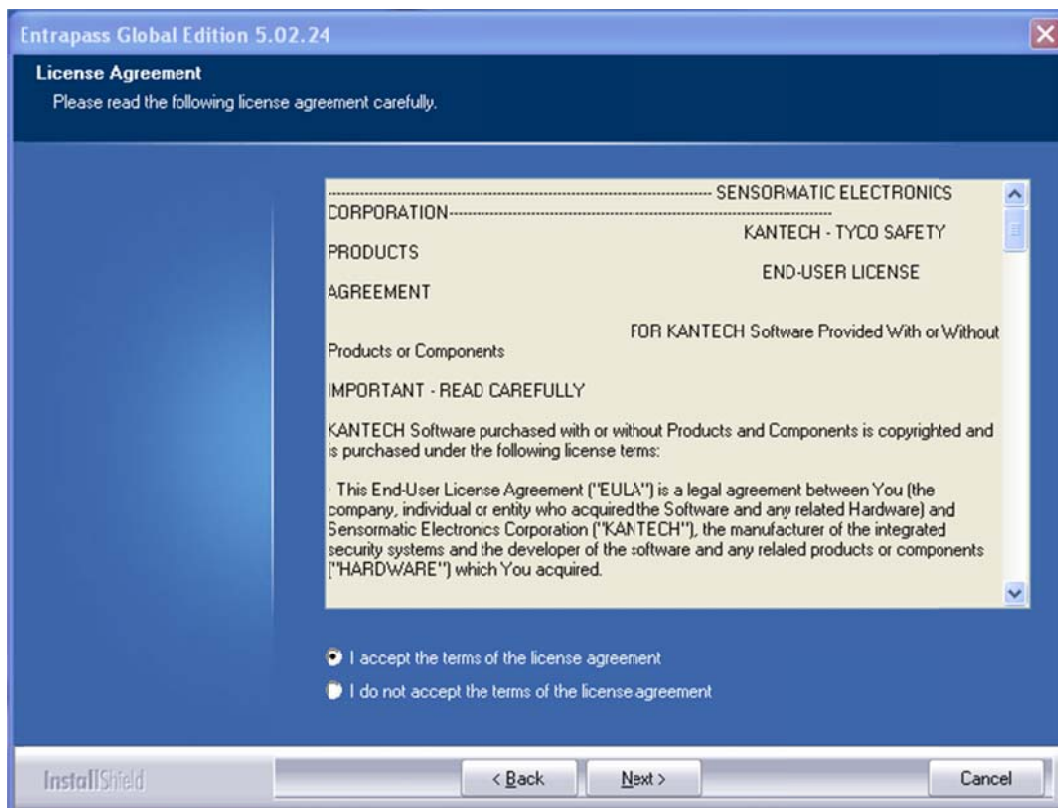 Entrapass Global Edition 5.02.24
License Agreement
Please read the following license agreement carefully.
------------------------------------------------------------------------------- SENSORMATIC ELECTRONICS
CORPORATION-------------------------------------------------------------------------------
KANTECH - TYCO SAFETY
PRODUCTS
END-USER LICENSE
AGREEMENT
FOR KANTECH Software Provided With or Without
Products or Components
IMPORTANT - READ CAREFULLY
KANTECH Software purchased with or without Products and Components is copyrighted and
is purchased under the following license terms:
· This End-User License Agreement ("EULA") is a legal agreement between You (the
company, individual or entity who acquired the Software and any related Hardware) and
Sensormatic Electronics Corporation ("KANTECH"), the manufacturer of the integrated
security systems and the developer of the software and any related products or components
("HARDWARE") which You acquired.
I accept the terms of the license agreement
I do not accept the terms of the license agreement
InstallShield
< Back
Next >
Cancel